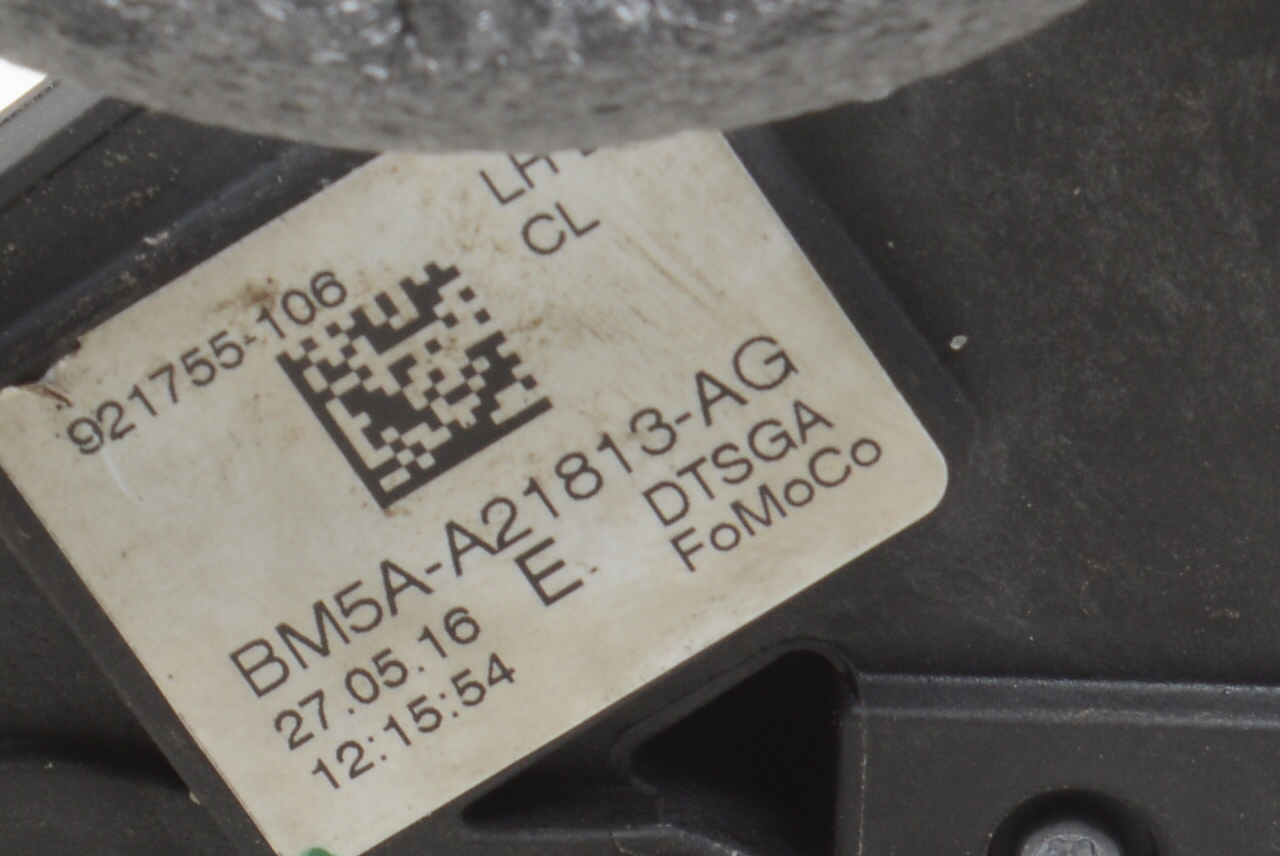 LH
CL
921755-106
BM5A-A21813-AG
27.05.16 E DTSGA
12:15:54 FoMoCo